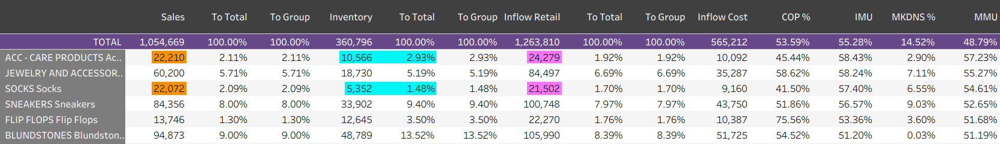 Sales To Total To Group Inventory To Total To Group Inflow Retail To Total To Group Inflow Cost COP % IMU MKDNS % MMU
TOTAL 1,054,669 100.00% 100.00% 360,796 100.00% 100.00% 1,263,810 100.00% 100.00% 565,212 53.59% 55.28% 14.52% 48.79%
ACC - CARE PRODUCTS Ac.. 22,210 2.11% 2.11% 10,566 2.93% 2.93% 24,279 1.92% 1.92% 10,092 45.44% 58.43% 2.90% 57.23%
JEWELRY AND ACCESSOR.. 60,200 5.71% 5.71% 18,730 5.19% 5.19% 84,497 6.69% 6.69% 35,287 58.62% 58.24% 7.11% 55.27%
SOCKS Socks 22,072 2.09% 2.09% 5,352 1.48% 1.48% 21,502 1.70% 1.70% 9,160 41.50% 57.40% 6.55% 54.61%
SNEAKERS Sneakers 84,356 8.00% 8.00% 33,902 9.40% 9.40% 100,748 7.97% 7.97% 43,750 51.86% 56.57% 9.03% 52.65%
FLIP FLOPS Flip Flops 13,746 1.30% 1.30% 12,645 3.50% 3.50% 22,270 1.76% 1.76% 10,387 75.56% 53.36% 3.60% 51.68%
BLUNDSTONES Blundston.. 94,873 9.00% 9.00% 48,789 13.52% 13.52% 105,990 8.39% 8.39% 51,725 54.52% 51.20% 0.03% 51.19%